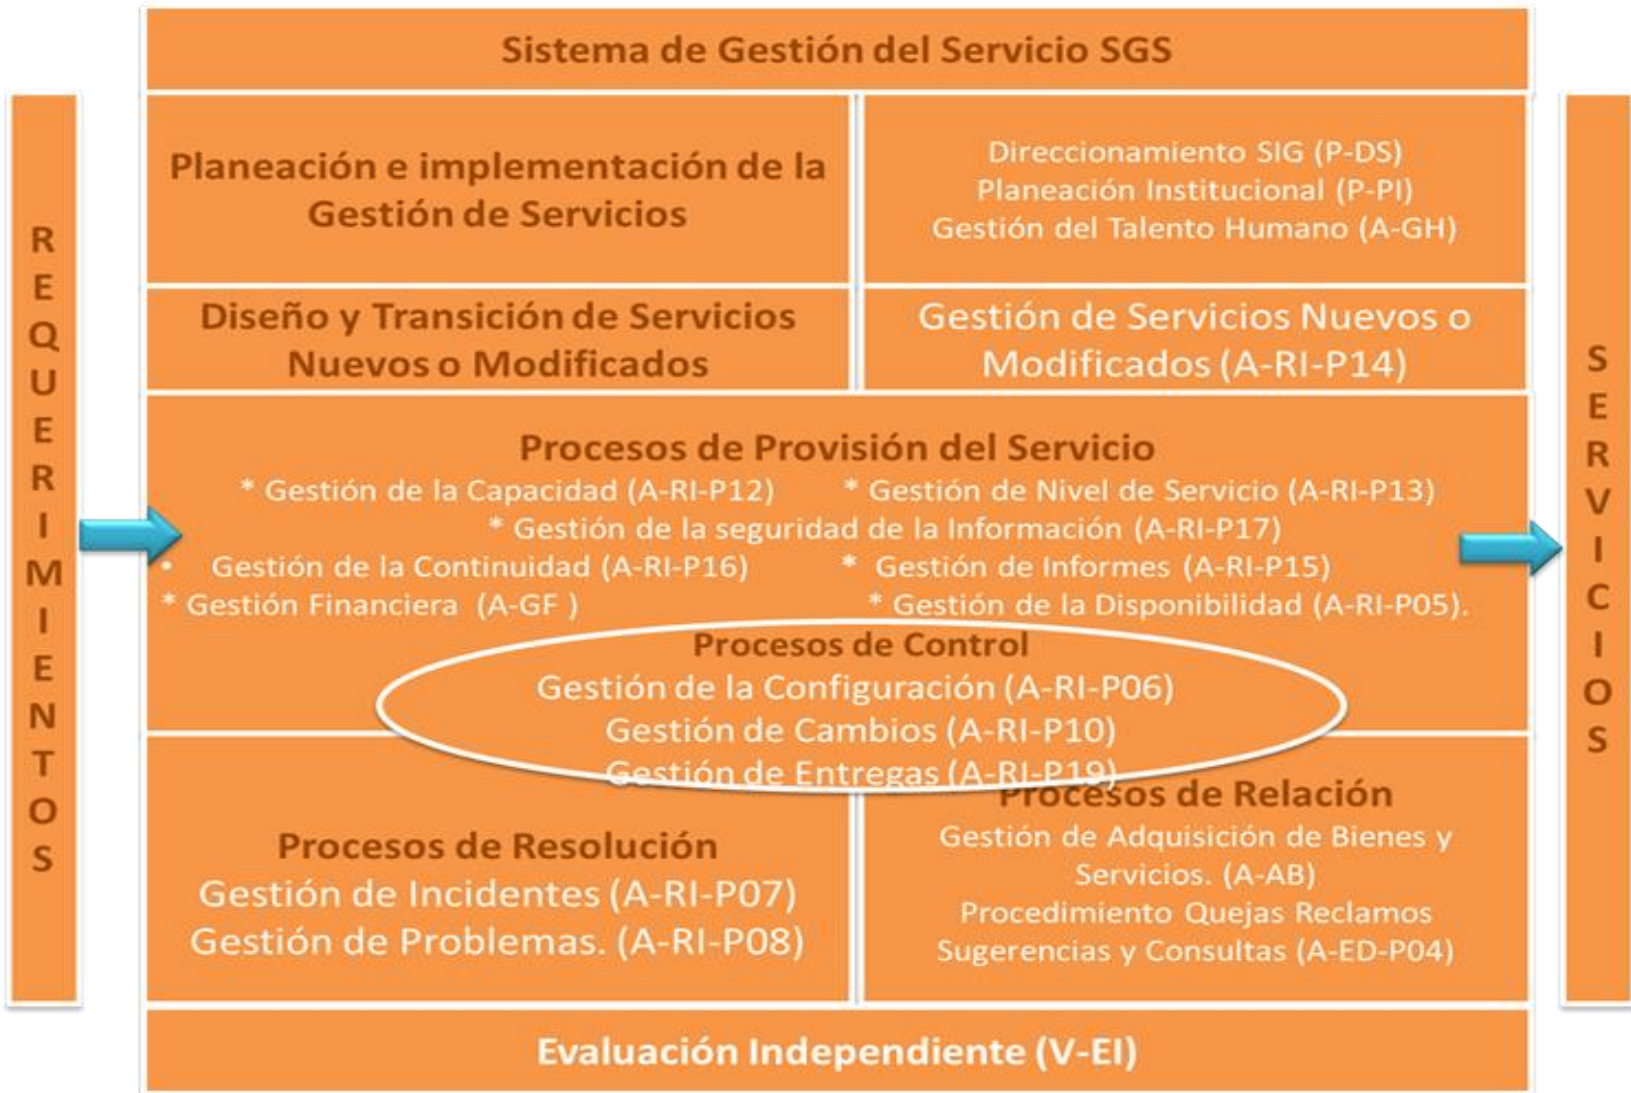 Sistema de Gestión del Servicio SGS
REQUERIMIENTOS
Planeación e implementación de la
Gestión de Servicios
Direccionamiento SIG (P-DS)
Planeación Institucional (P-PI)
Gestión del Talento Humano (A-GH)
Diseño y Transición de Servicios
Nuevos o Modificados
Gestión de Servicios Nuevos o
Modificados (A-RI-P14)
Procesos de Provisión del Servicio
* Gestión de la Capacidad (A-RI-P12) * Gestión de Nivel de Servicio (A-RI-P13)
* Gestión de la seguridad de la Información (A-RI-P17)
• Gestión de la Continuidad (A-RI-P16) * Gestión de Informes (A-RI-P15)
* Gestión Financiera (A-GF ) * Gestión de la Disponibilidad (A-RI-P05).
Procesos de Control
Gestión de la Configuración (A-RI-P06)
Gestión de Cambios (A-RI-P10)
Gestión de Entregas (A-RI-P19)
Procesos de Resolución
Gestión de Incidentes (A-RI-P07)
Gestión de Problemas. (A-RI-P08)
Procesos de Relación
Gestión de Adquisición de Bienes y
Servicios. (A-AB)
Procedimiento Quejas Reclamos
Sugerencias y Consultas (A-ED-P04)
Evaluación Independiente (V-EI)
SERVICIOS